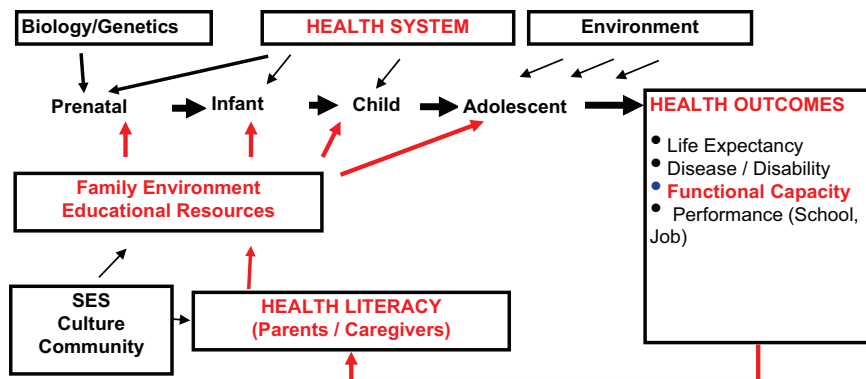 Biology/Genetics
HEALTH SYSTEM
Environment
Prenatal
Infant
Child
Adolescent
HEALTH OUTCOMES
• Life Expectancy
• Disease / Disability
• Functional Capacity
• Performance (School,
Job)
Family Environment
Educational Resources
SES
Culture
Community
HEALTH LITERACY
(Parents / Caregivers)